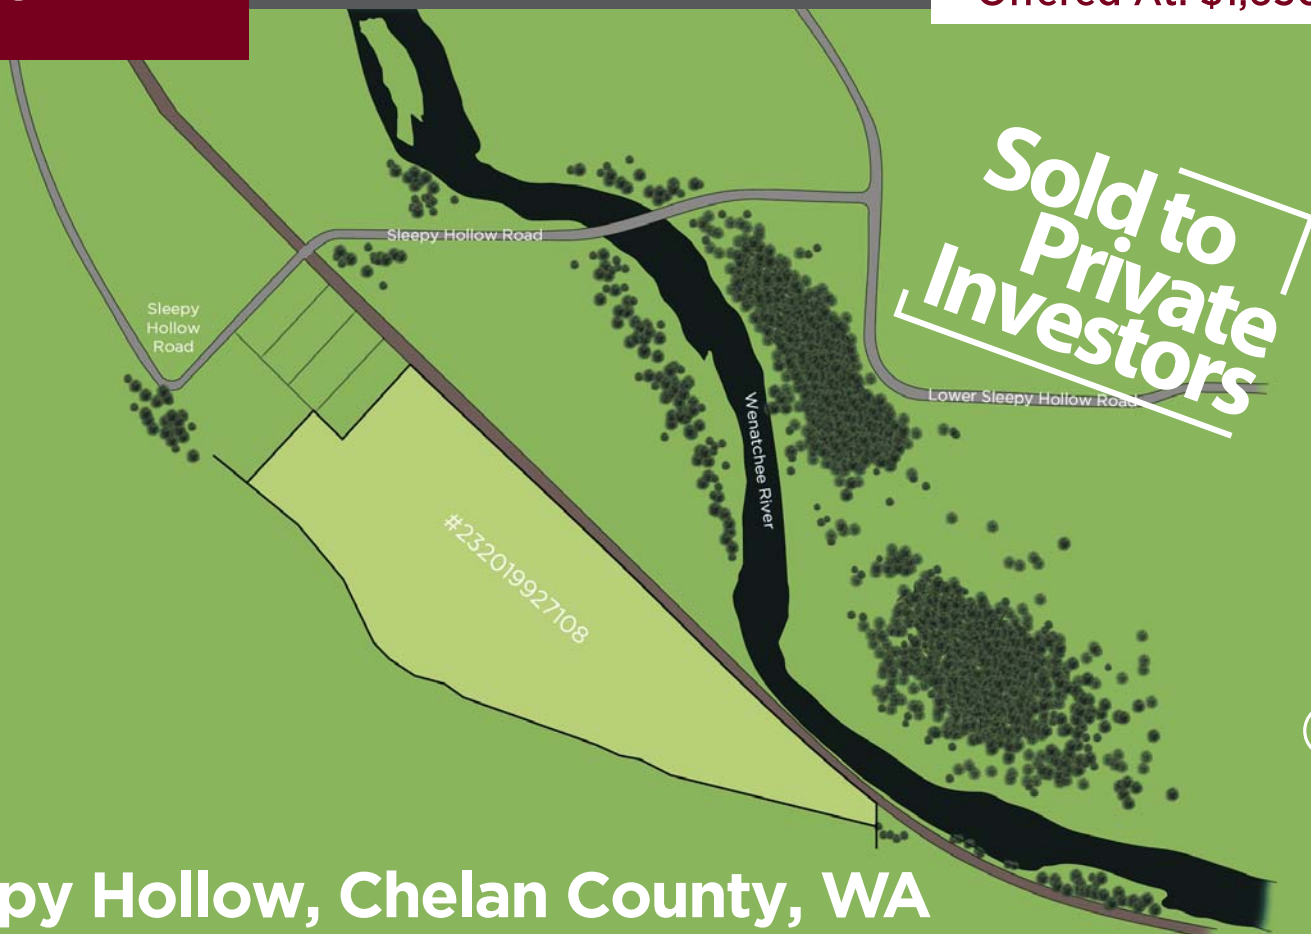 Sold to
Private
Investors
Sleepy Hollow Road
Sleepy
Hollow
Road
Lower Sleepy Hollow Road
Wenatchee River
#232019927108
py Hollow, Chelan County, WA